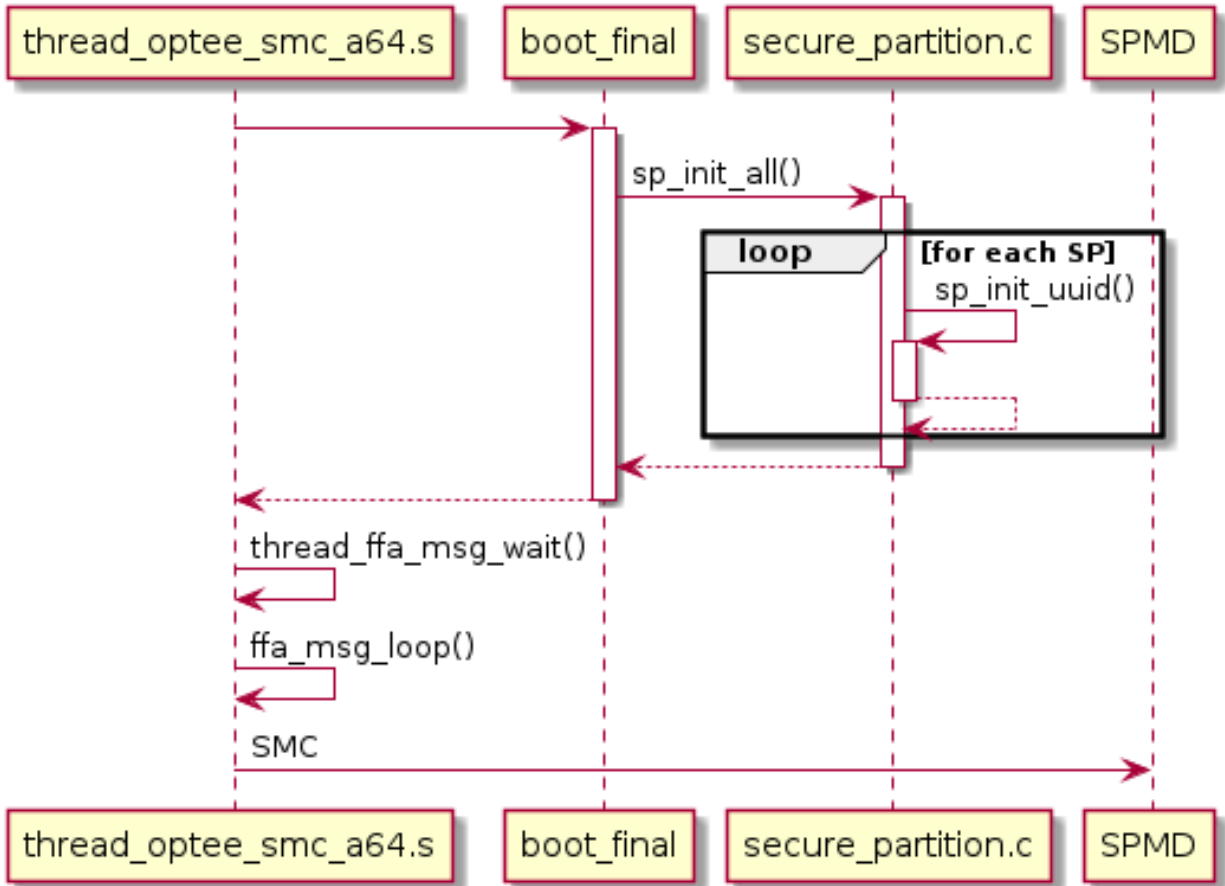 thread_optee_smc_a64.s boot_final secure_partition.c SPMD
sp_init_all()
loop [for each SP]
sp_init_uuid()
thread_ffa_msg_wait()
ffa_msg_loop()
SMC
thread_optee_smc_a64.s boot_final secure_partition.c SPMD